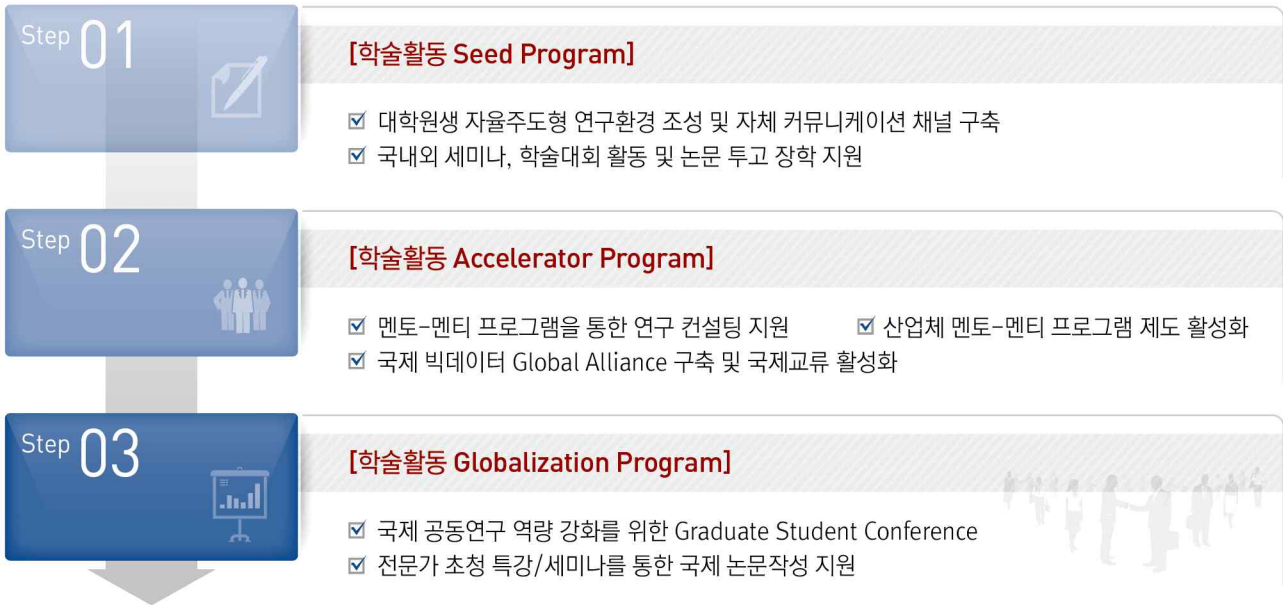 Step 01
[학술활동 Seed Program]
대학원생 자율주도형 연구환경 조성 및 자체 커뮤니케이션 채널 구축
국내외 세미나, 학술대회 활동 및 논문 투고 장학 지원
Step 02
[학술활동 Accelerator Program]
멘토-멘티 프로그램을 통한 연구 컨설팅 지원 산업체 멘토-멘티 프로그램 제도 활성화
국제 빅데이터 Global Alliance 구축 및 국제교류 활성화
Step 03
[학술활동 Globalization Program]
국제 공동연구 역량 강화를 위한 Graduate Student Conference
전문가 초청 특강/세미나를 통한 국제 논문작성 지원